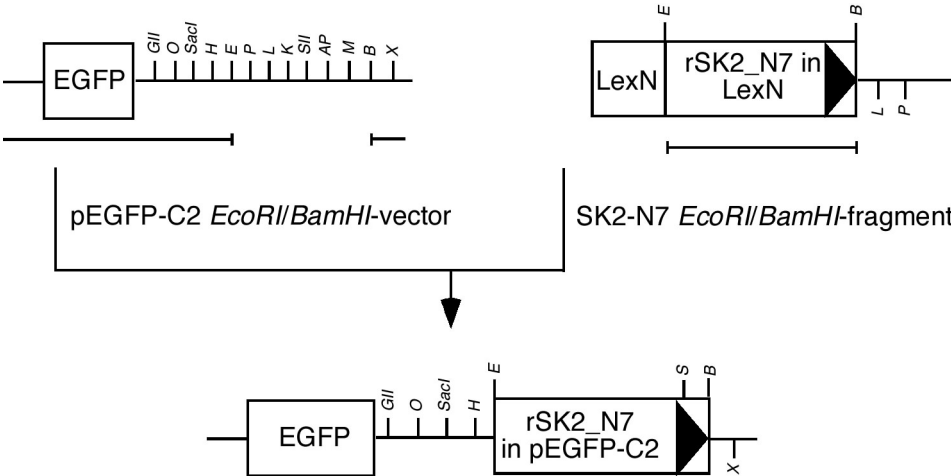 EGFP
GII O SacI H E P L K SII AP M B X
E B
LexN
rSK2_N7 in
LexN
L P
pEGFP-C2 EcoRI/BamHI-vector
SK2-N7 EcoRI/BamHI-fragment
EGFP
GII O SacI H E S B
rSK2_N7
in pEGFP-C2
X